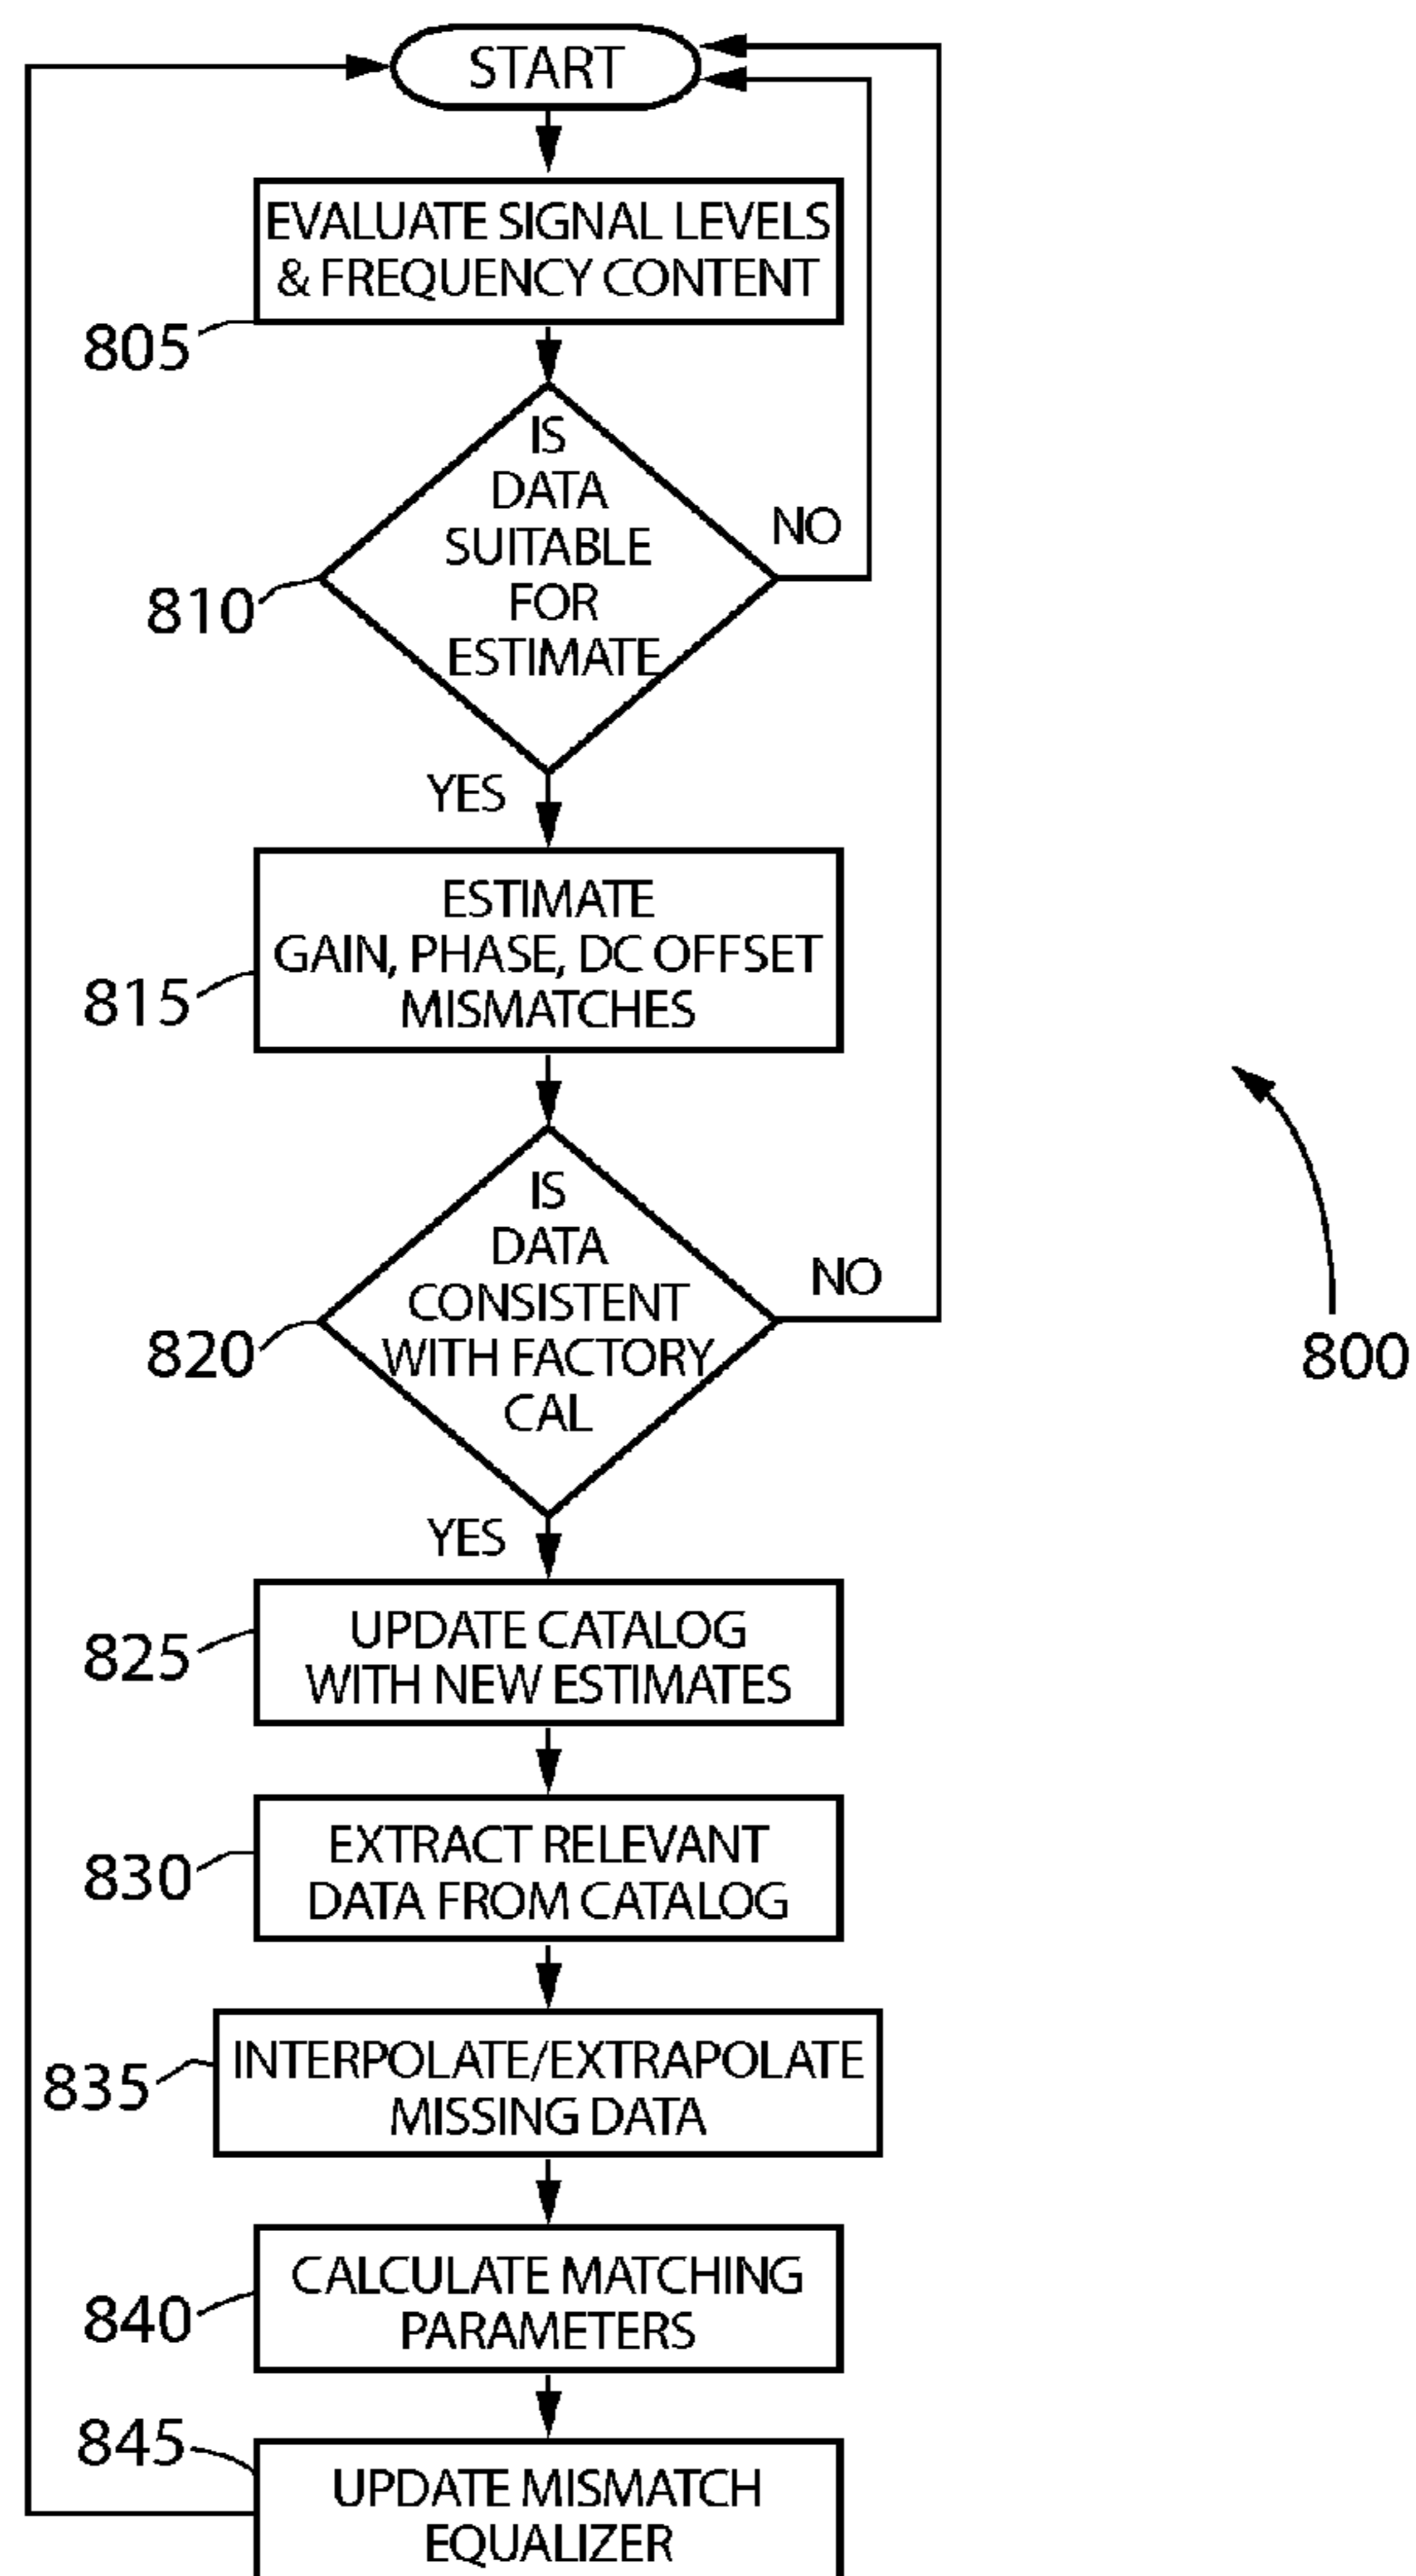 START
EVALUATE SIGNAL LEVELS
& FREQUENCY CONTENT
805
IS
DATA
SUITABLE
FOR
ESTIMATE
NO
810
YES
ESTIMATE
GAIN, PHASE, DC OFFSET
MISMATCHES
815
IS
DATA
CONSISTENT
WITH FACTORY
CAL
NO
820
800
YES
UPDATE CATALOG
WITH NEW ESTIMATES
825
EXTRACT RELEVANT
DATA FROM CATALOG
830
INTERPOLATE/EXTRAPOLATE
MISSING DATA
835
CALCULATE MATCHING
PARAMETERS
840
845
UPDATE MISMATCH
EQUALIZER